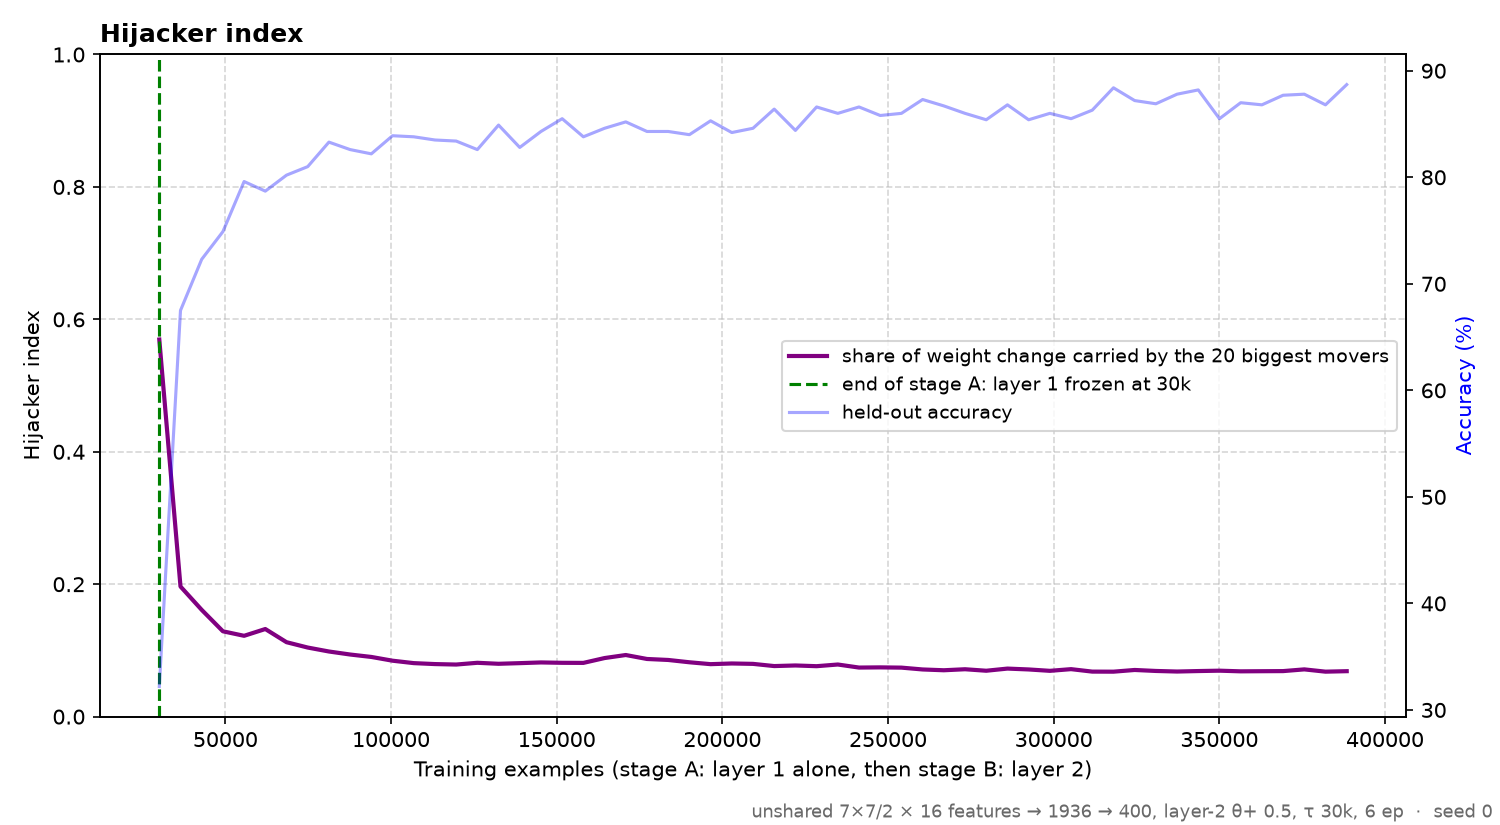 Hijacker index
1.0
0.8
0.6
0.4
0.2
0.0
Hijacker index
90
80
70
60
50
40
30
Accuracy (%)
share of weight change carried by the 20 biggest movers
end of stage A: layer 1 frozen at 30k
held-out accuracy
50000 100000 150000 200000 250000 300000 350000 400000
Training examples (stage A: layer 1 alone, then stage B: layer 2)
unshared 7×7/2 × 16 features → 1936 → 400, layer-2 θ+ 0.5, τ 30k, 6 ep · seed 0